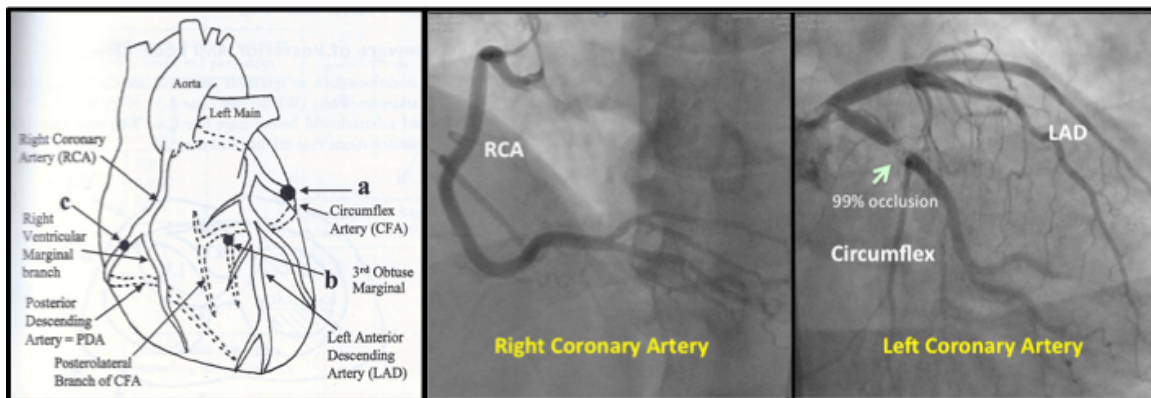 Aorta
Left Main
Right Coronary
Artery (RCA)
a
c
Circumflex
Artery (CFA)
Right
Ventricular
Marginal
branch
b
3rd Obtuse
Marginal
Posterior
Descending
Artery = PDA
Left Anterior
Descending
Artery (LAD)
Posterolateral
Branch of CFA
RCA
Right Coronary Artery
LAD
99% occlusion
Circumflex
Left Coronary Artery